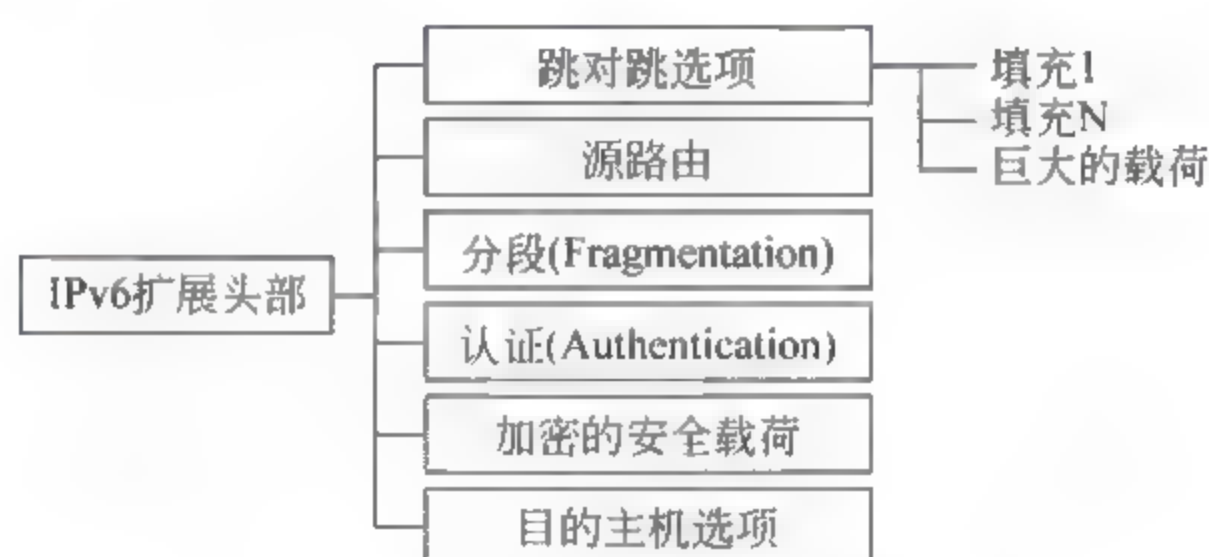 跳对跳选项
填充1
填充N
巨大的载荷
源路由
分段(Fragmentation)
IPv6扩展头部
认证(Authentication)
加密的安全载荷
目的主机选项